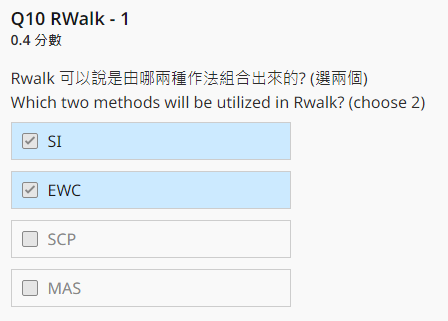 Q10 RWalk - 1
0.4 分數
Rwalk 可以說是由哪兩種作法組合出來的? (選兩個)
Which two methods will be utilized in Rwalk? (choose 2)
SI
EWC
SCP
MAS